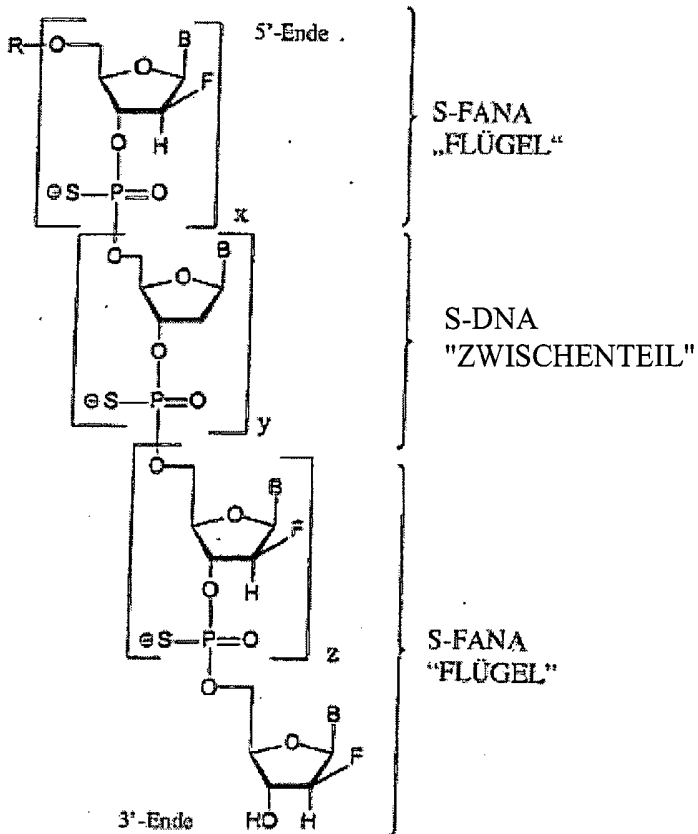 5'-Ende
R O B
O F
O H
⊖S P O
x
S-FANA
„FLÜGEL“
O B
O
O
⊖S P O
y
S-DNA
"ZWISCHENTEIL"
O
B
O F
O H
⊖S P O
z
S-FANA
“FLÜGEL”
O
B
O F
3'-Ende HO H